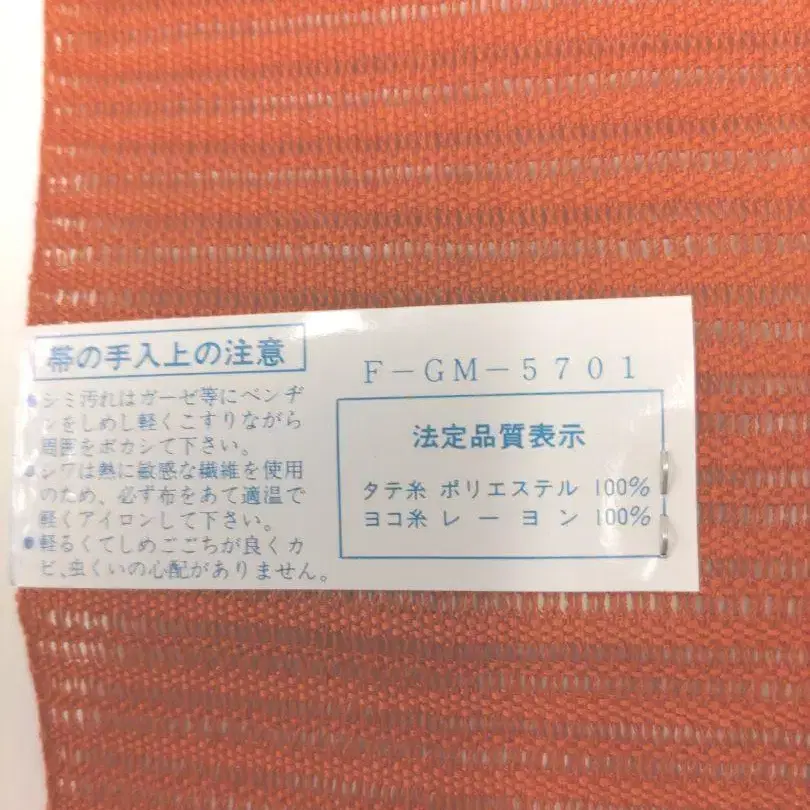 帯の手入上の注意
●シミ汚れはガーゼ等にベンヂ
ンをしめし軽くこすりながら
周囲をボカシて下さい。
●シワは熱に敏感な繊維を使用
のため、必ず布をあて適温で
軽くアイロンして下さい。
●軽るくてしめごごちが良くカ
ビ、虫くいの心配がありません。
F-GM-5701
法定品質表示
タテ糸 ポリエステル 100%
ヨコ糸 レーヨン 100%